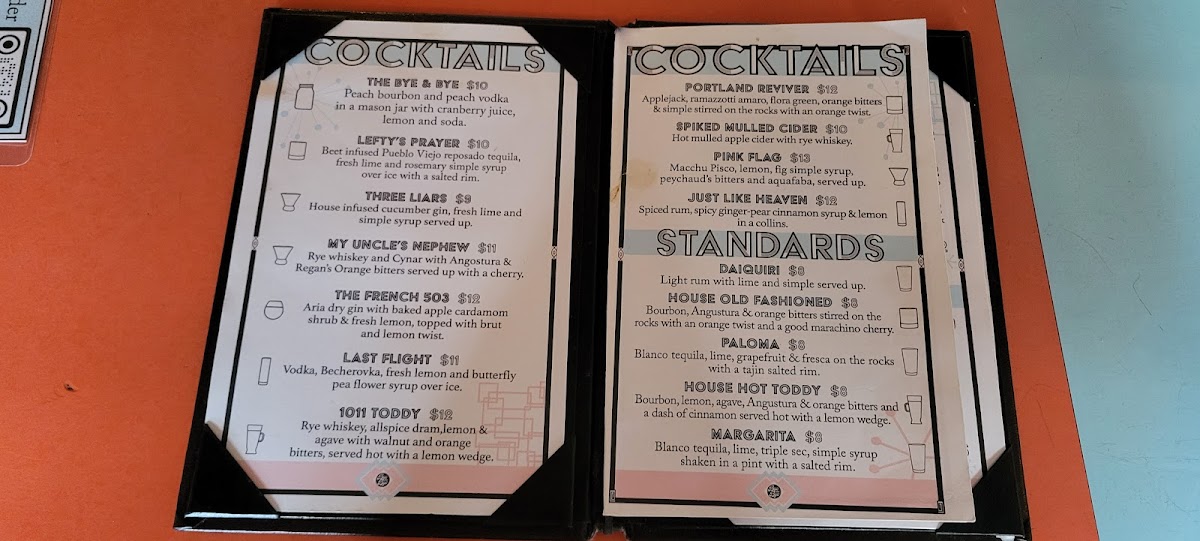 der
COCKTAILS
THE BYE & BYE $10
Peach bourbon and peach vodka
in a mason jar with cranberry juice,
lemon and soda.
LEFTY'S PRAYER $10
Beet infused Pueblo Viejo reposado tequila,
fresh lime and rosemary simple syrup
over ice with a salted rim.
THREE LIARS $9
House infused cucumber gin, fresh lime and
simple syrup served up.
MY UNCLE'S NEPHEW $11
Rye whiskey and Cynar with Angostura &
Regan's Orange bitters served up with a cherry.
THE FRENCH 503 $12
Aria dry gin with baked apple cardamom
shrub & fresh lemon, topped with brut
and lemon twist.
LAST FLIGHT $11
Vodka, Becherovka, fresh lemon and butterfly
pea flower syrup over ice.
1011 TODDY $12
Rye whiskey, allspice dram,lemon &
agave with walnut and orange
bitters, served hot with a lemon wedge.
COCKTAILS
PORTLAND REVIVER $12
Applejack, ramazzotti amaro, flora green, orange bitters
& simple stirred on the rocks with an orange twist.
SPIKED MULLED CIDER $10
Hot mulled apple cider with rye whiskey.
PINK FLAG $13
Macchu Pisco, lemon, fig simple syrup,
peychaud's bitters and aquafaba, served up.
JUST LIKE HEAVEN $12
Spiced rum, spicy ginger-pear cinnamon syrup & lemon
in a collins.
STANDARDS
DAIQUIRI $8
Light rum with lime and simple served up.
HOUSE OLD FASHIONED $8
Bourbon, Angustura & orange bitters stirred on the
rocks with an orange twist and a good marachino cherry.
PALOMA $8
Blanco tequila, lime, grapefruit & fresca on the rocks
with a tajin salted rim.
HOUSE HOT TODDY $8
Bourbon, lemon, agave, Angustura & orange bitters and
a dash of cinnamon served hot with a lemon wedge.
MARGARITA $8
Blanco tequila, lime, triple sec, simple syrup
shaken in a pint with a salted rim.